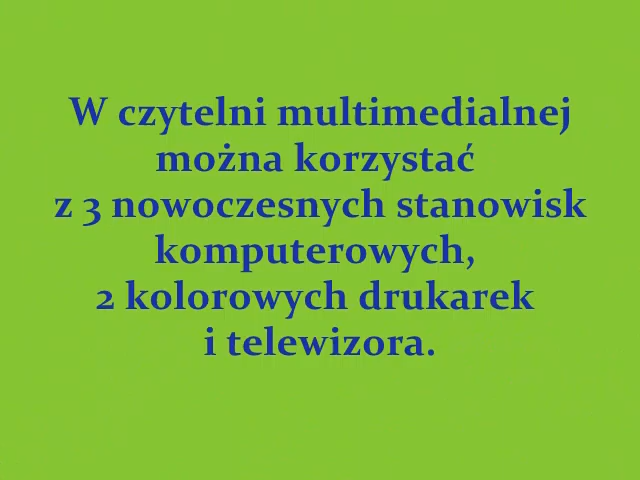 W czytelni multimedialnej
można korzystać
z 3 nowoczesnych stanowisk
komputerowych,
2 kolorowych drukarek
i telewizora.